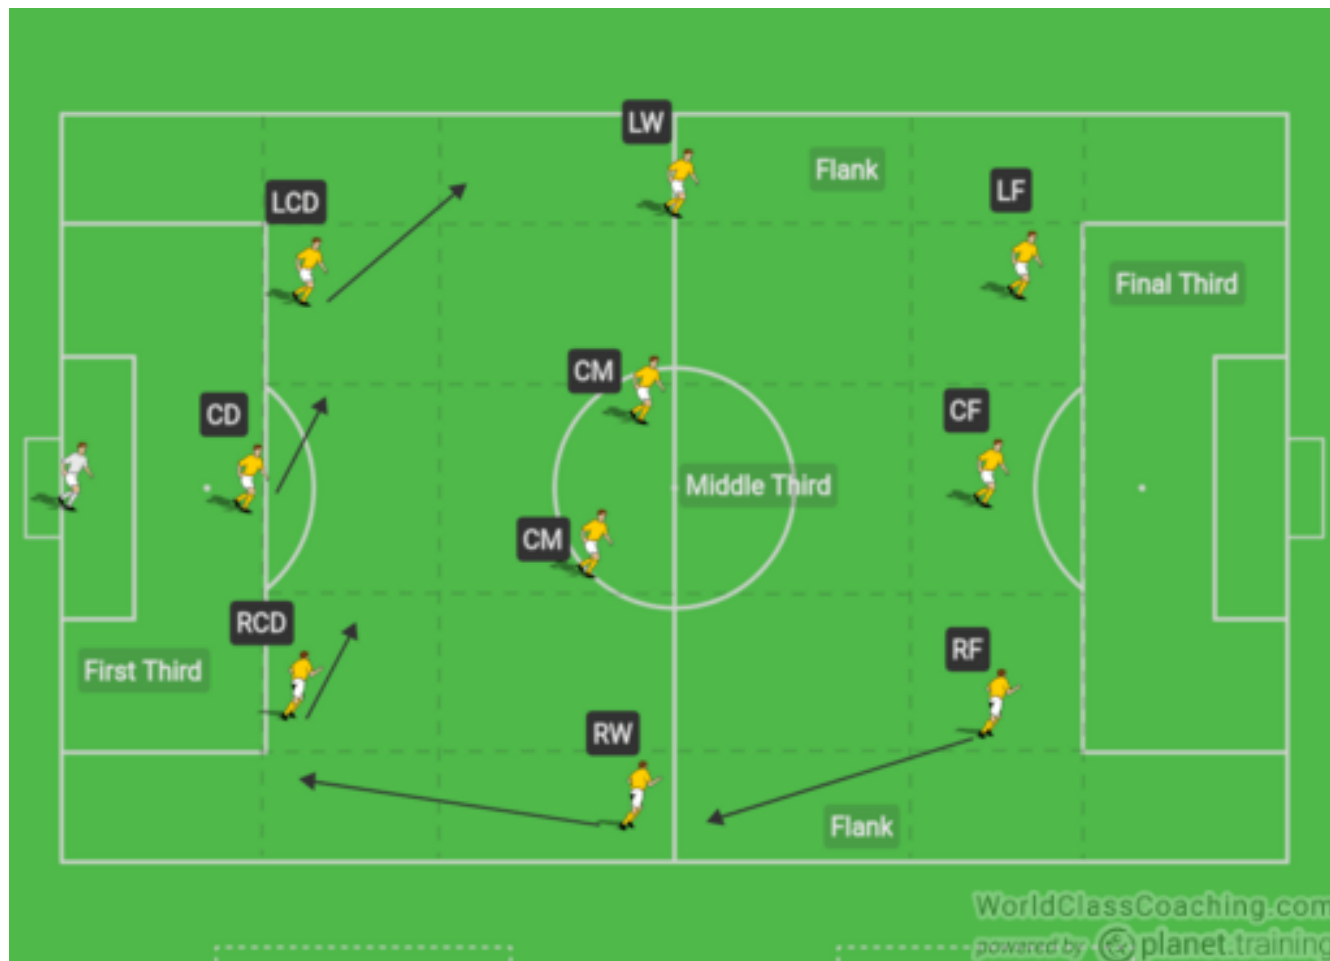 LW
Flank
LCD
LF
Final Third
CM
CD
CF
Middle Third
CM
RCD
First Third
RF
RW
Flank
WorldClassCoaching.com
powered by planet.training